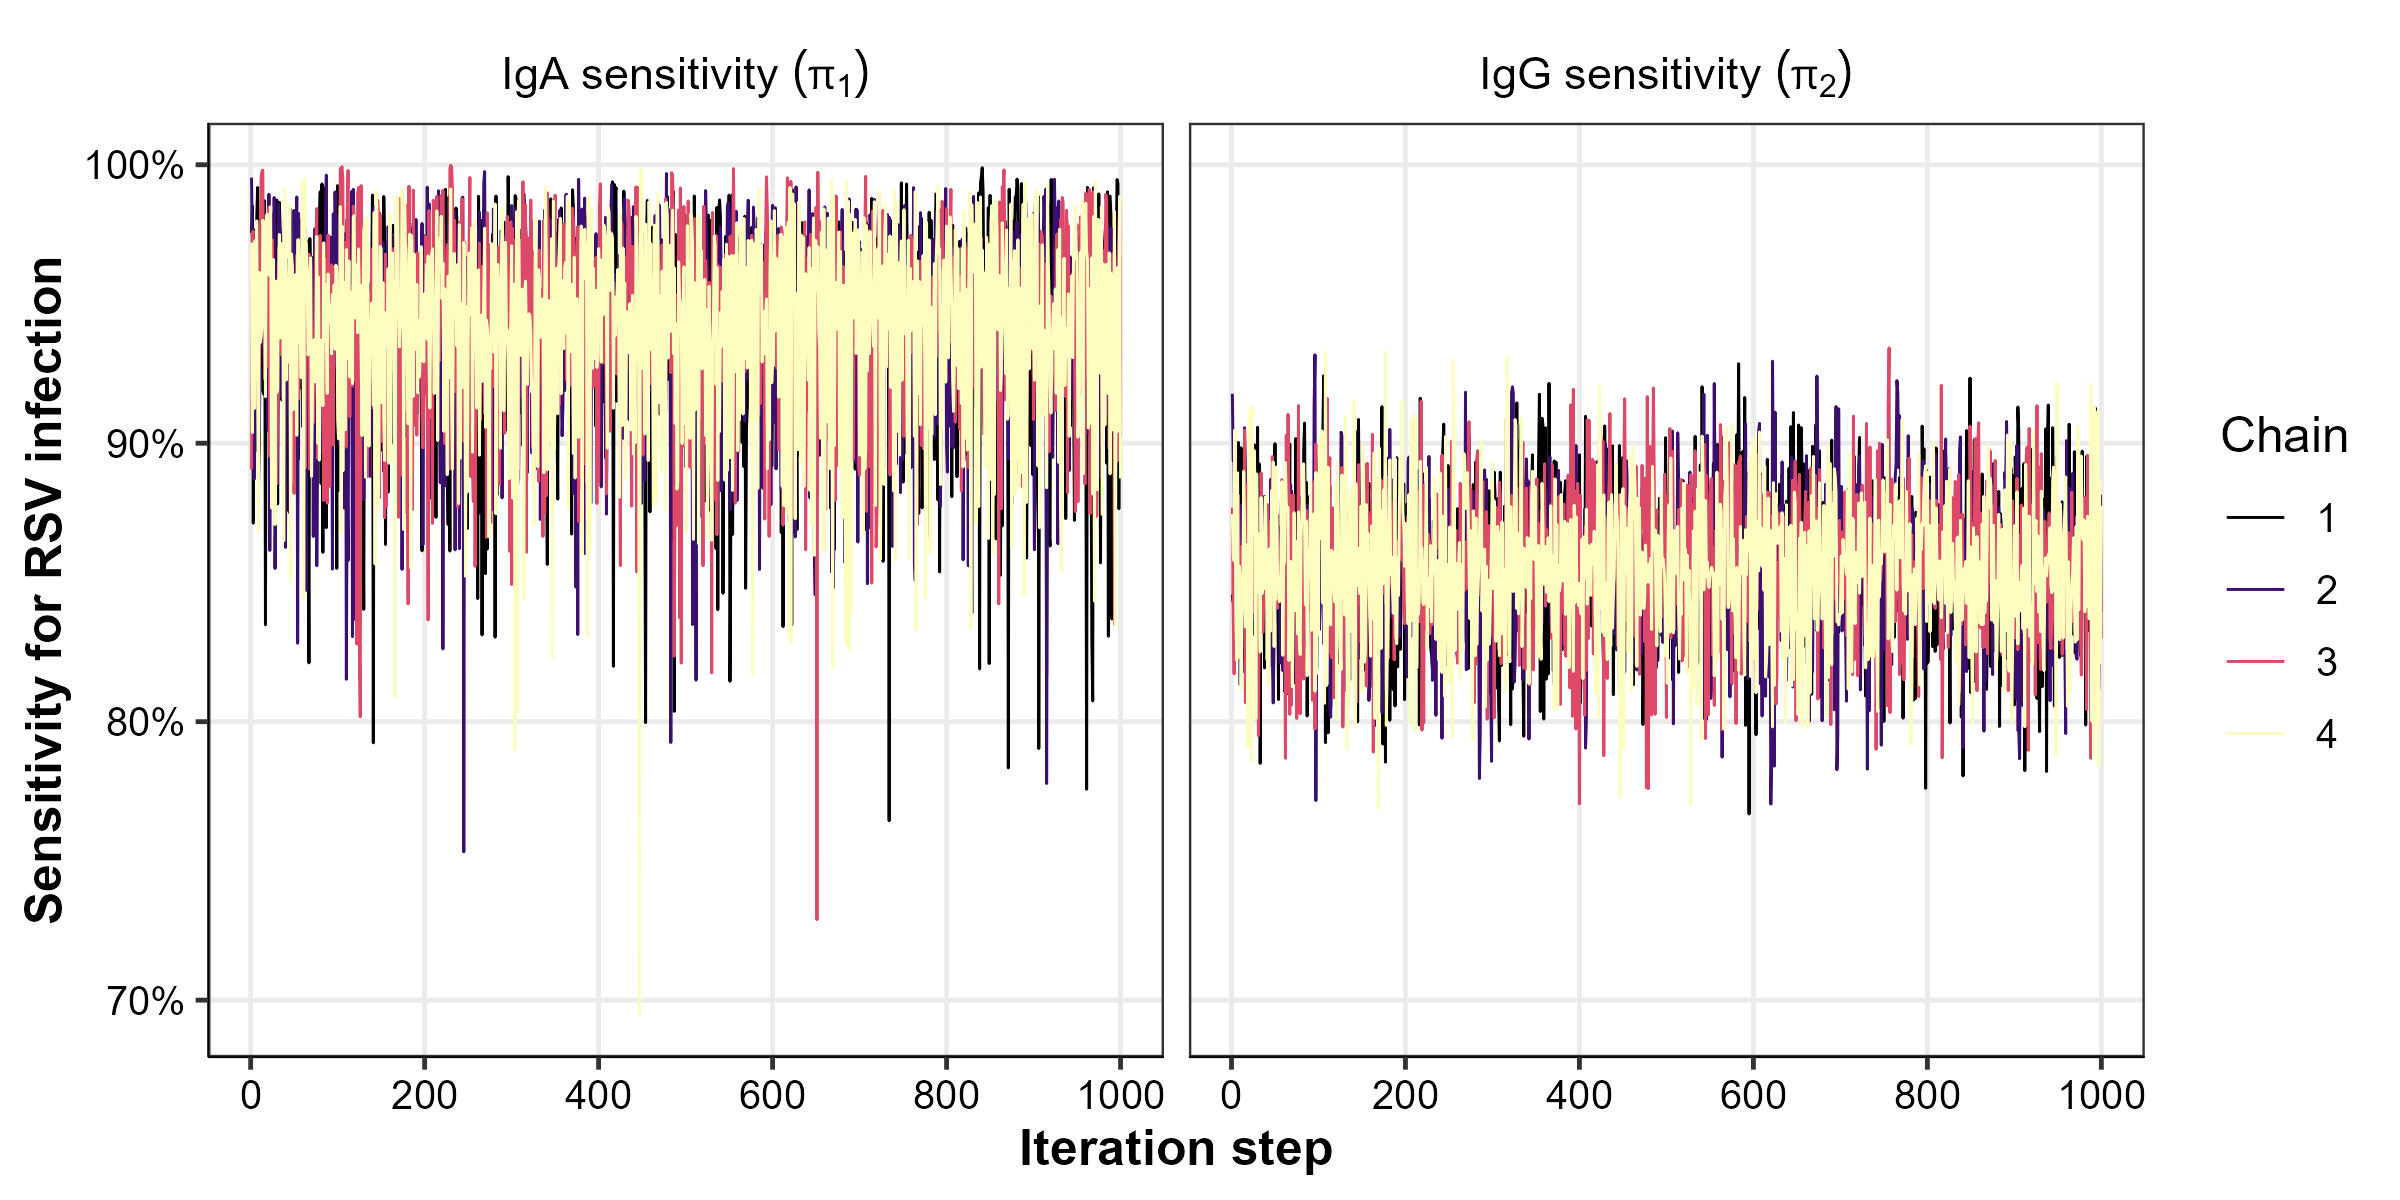 IgA sensitivity (π₁)
IgG sensitivity (π₂)
Sensitivity for RSV infection
100%
90%
80%
70%
0 200 400 600 800 1000
0 200 400 600 800 1000
Iteration step
Chain
1
2
3
4